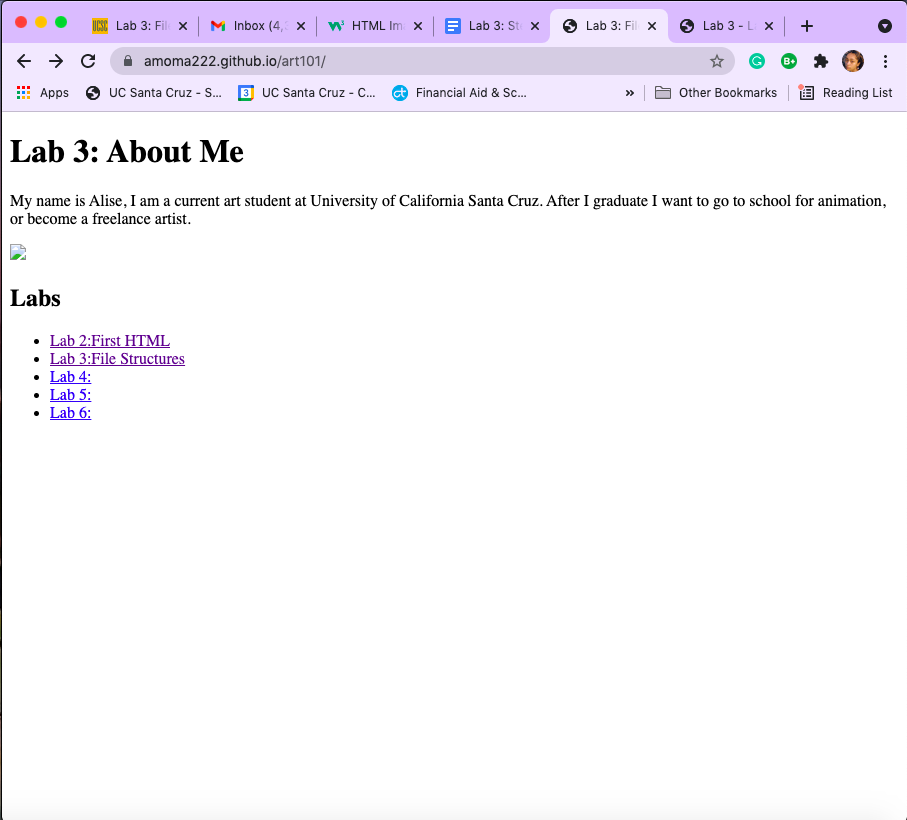 UCSC Lab 3: Fil Inbox (4, HTML Im Lab 3: St Lab 3: Fil Lab 3 - L
amoma222.github.io/art101/
Apps UC Santa Cruz - S... 3 UC Santa Cruz - C... ct Financial Aid & Sc... » Other Bookmarks Reading List
Lab 3: About Me
My name is Alise, I am a current art student at University of California Santa Cruz. After I graduate I want to go to school for animation,
or become a freelance artist.
Labs
Lab 2:First HTML
Lab 3:File Structures
Lab 4:
Lab 5:
Lab 6: